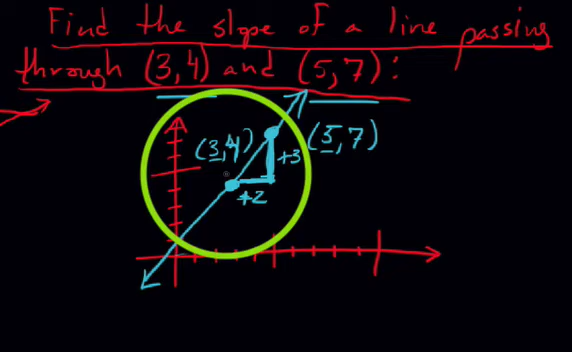 Find the slope of a line passing
through (3,4) and (5,7):
(3,4) (5,7)
+3
+2